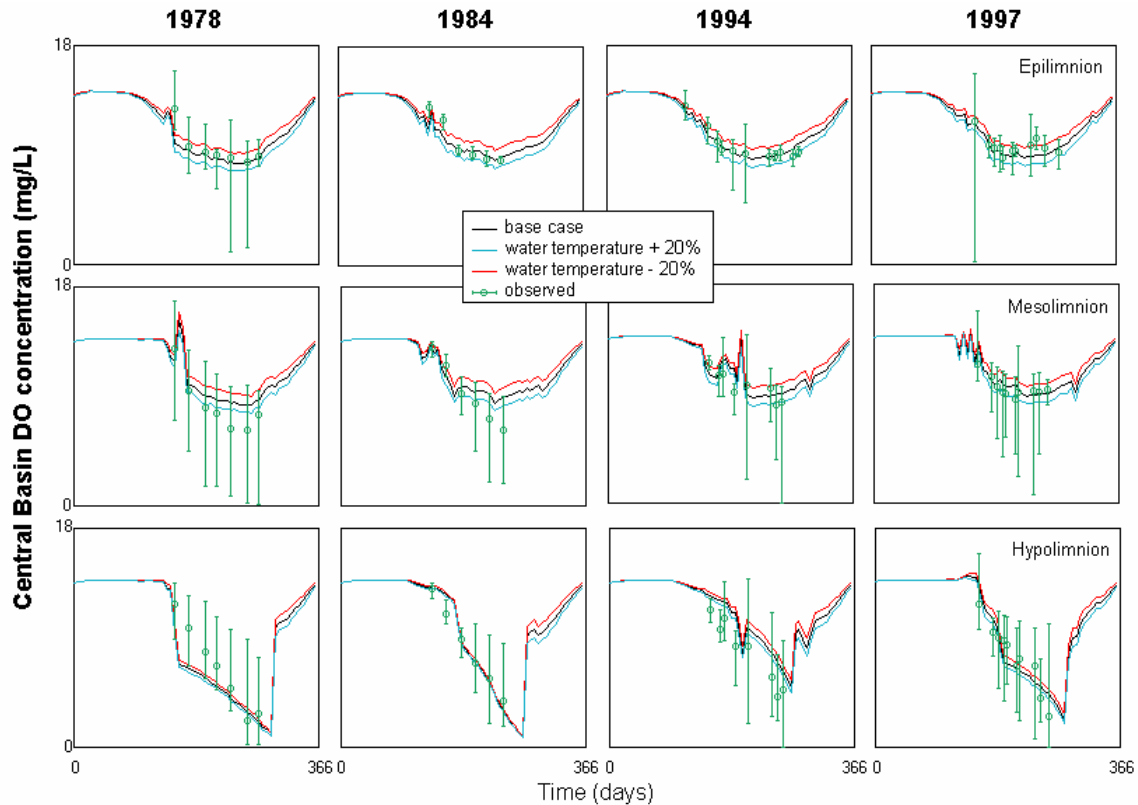 1978 1984 1994 1997
Central Basin DO concentration (mg/L)
18
Epilimnion
0
base case
water temperature + 20%
water temperature - 20%
observed
18
Mesolimnion
0
18
Hypolimnion
0
0 366 0 366 0 366 0 366
Time (days)